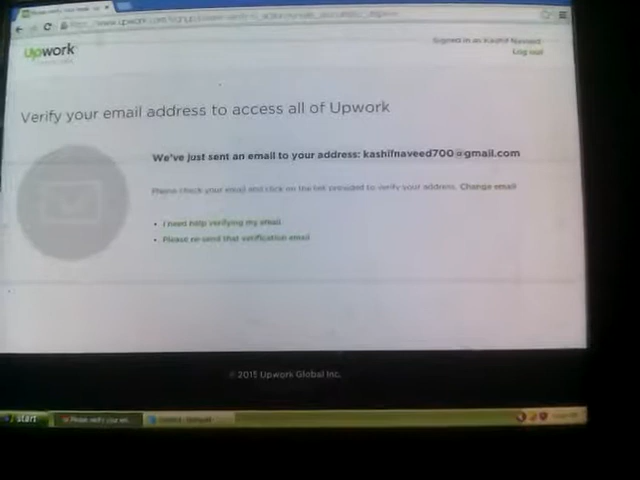 Upwork
Signed in as Kashif Naveed
Log out
Verify your email address to access all of Upwork
We've just sent an email to your address: kashifnaveed700@gmail.com
Please check your email and click on the link provided to verify your address. Change email
I need help verifying my email
Please re-send that verification email
© 2015 Upwork Global Inc.
start